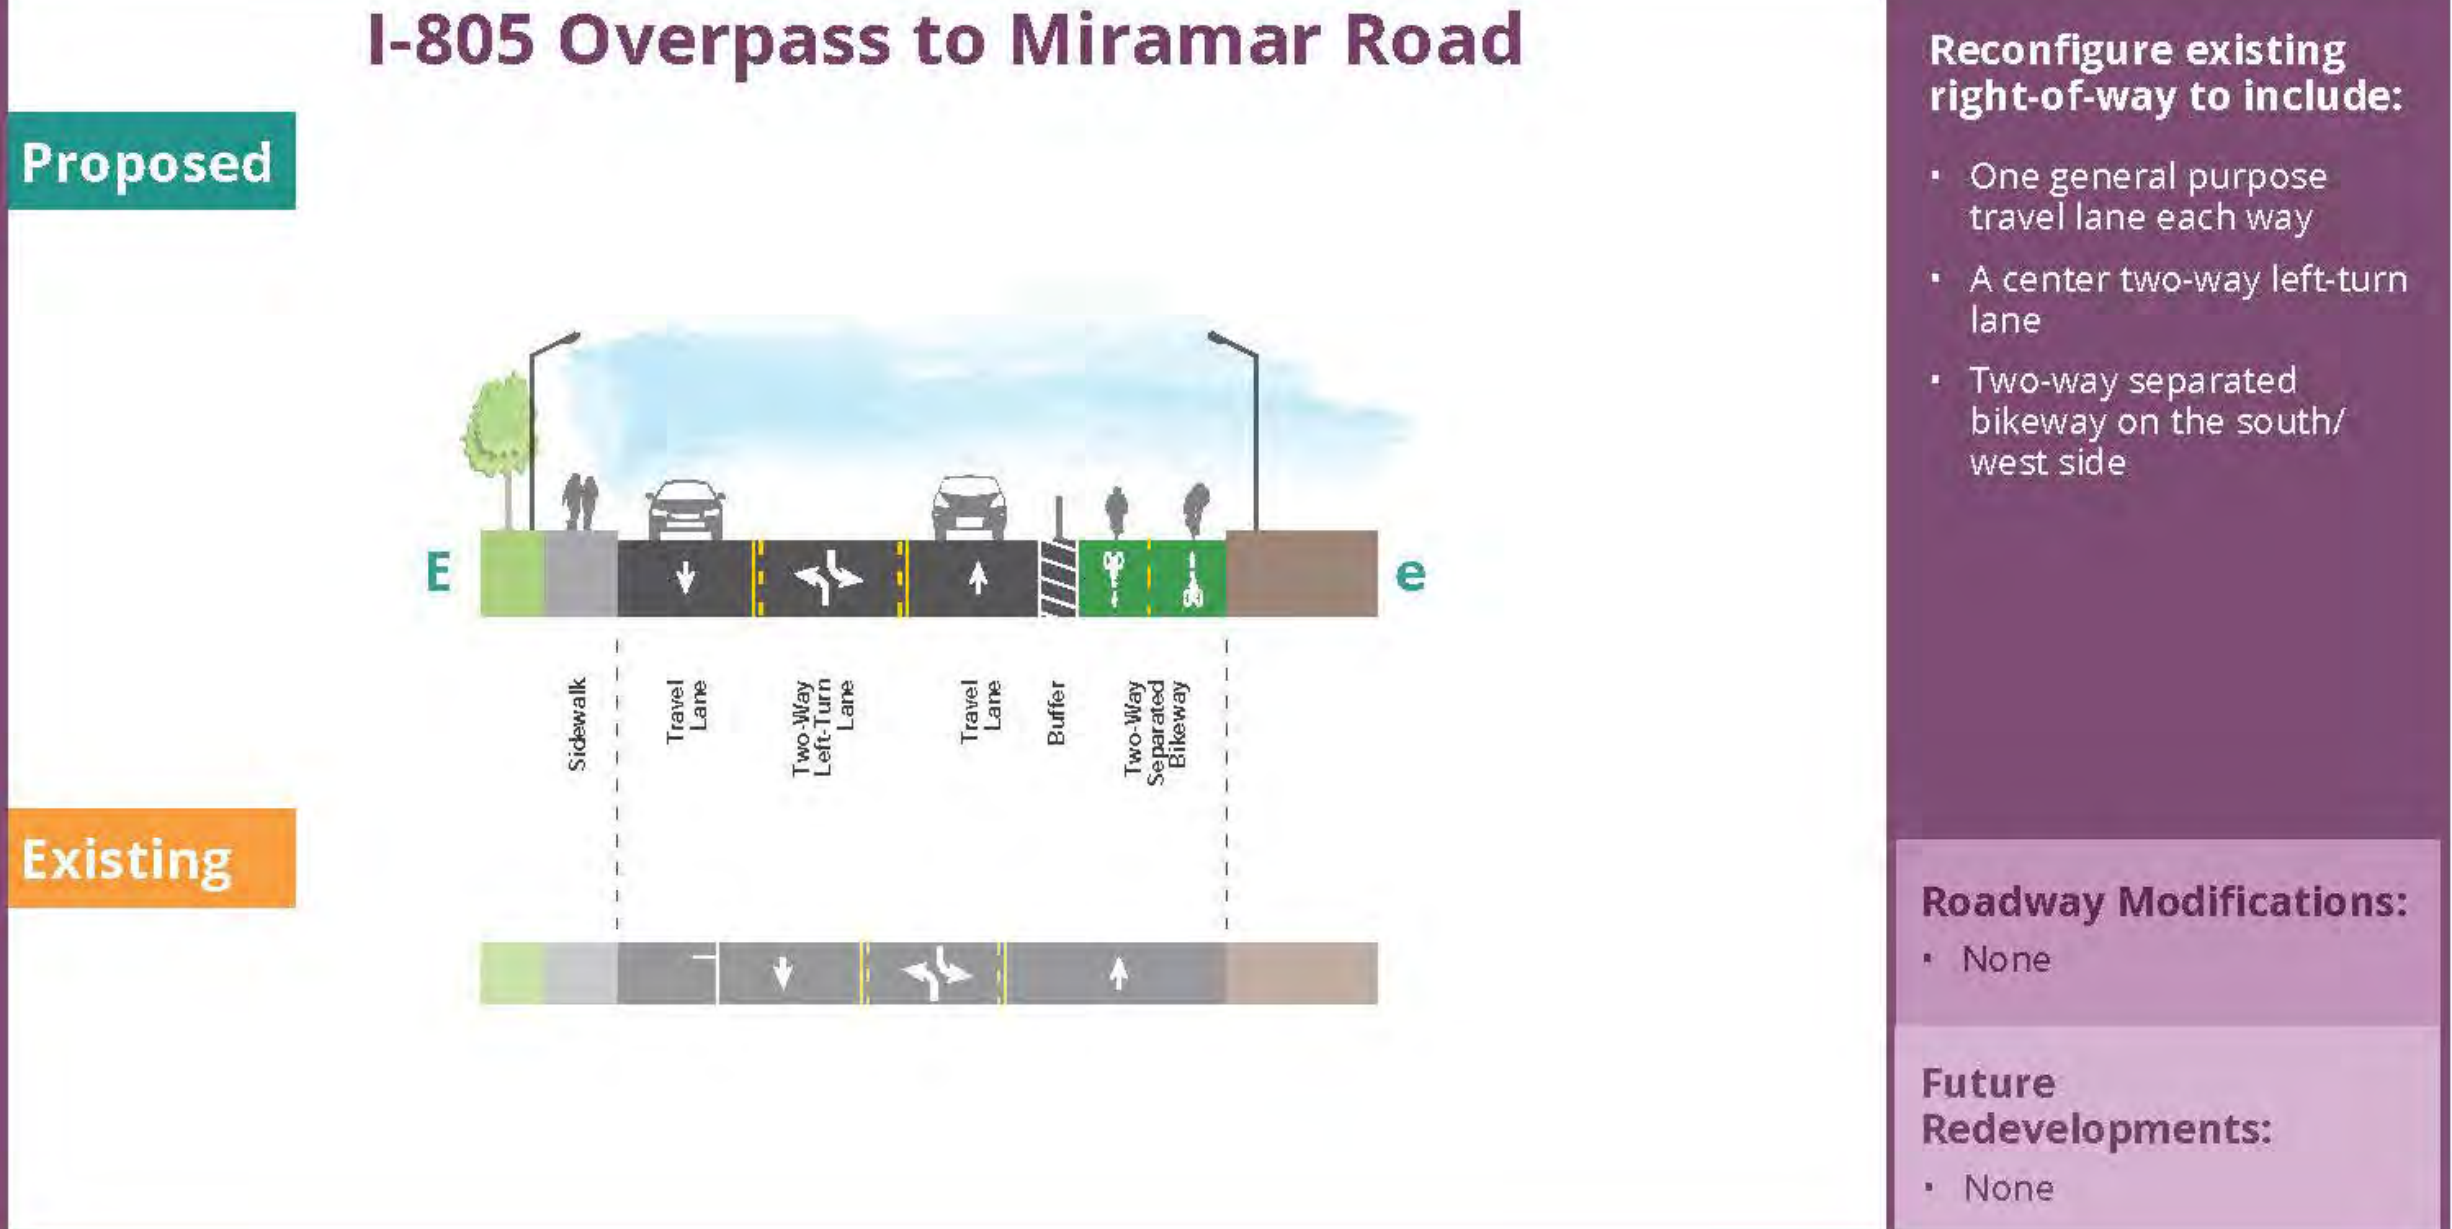 I-805 Overpass to Miramar Road
Proposed
E
e
Sidewalk
Travel
Lane
Two-Way
Left-Turn
Lane
Travel
Lane
Buffer
Two-Way
Separated
Bikeway
Existing
Reconfigure existing
right-of-way to include:
• One general purpose
travel lane each way
• A center two-way left-turn
lane
• Two-way separated
bikeway on the south/
west side
Roadway Modifications:
• None
Future
Redevelopments:
• None